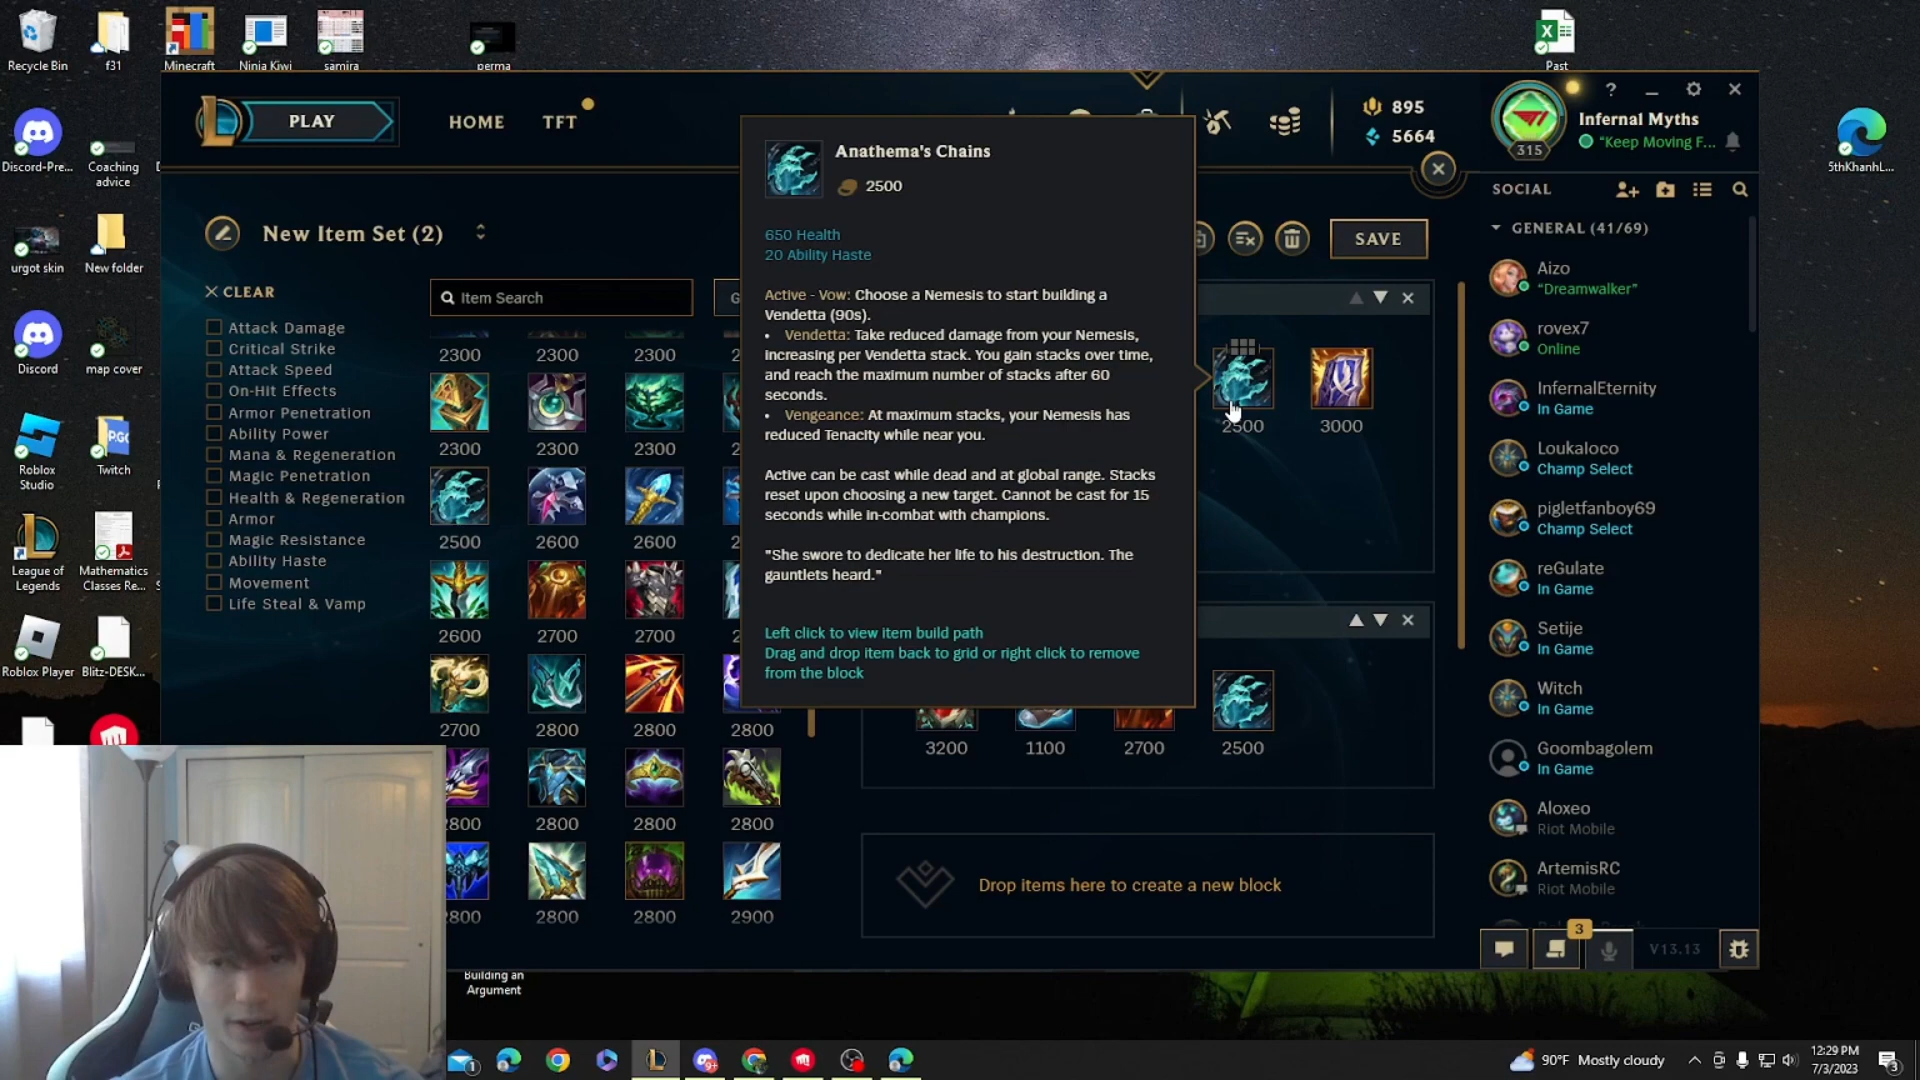 Recycle Bin
f31
Minecraft
Ninja Kiwi
samira
perma
Past
Discord-Pre...
Coaching
advice
urgot skin
New folder
Discord
map cover
Roblox
Studio
Twitch
League of
Legends
Mathematics
Classes Re...
Roblox Player
Blitz-DESK...
5thKhanhL...
Building an
Argument
PLAY
HOME
TFT
895
5664
315
Infernal Myths
"Keep Moving F...
New Item Set (2)
SAVE
CLEAR
Item Search
Attack Damage
Critical Strike
Attack Speed
On-Hit Effects
Armor Penetration
Ability Power
Mana & Regeneration
Magic Penetration
Health & Regeneration
Armor
Magic Resistance
Ability Haste
Movement
Life Steal & Vamp
2300 2300 2300 2
2300 2300 2300 2
2500 2600 2600 2
2600 2700 2700 2
2700 2800 2800 2800
2800 2800 2800 2800
2800 2800 2800 2900
Anathema's Chains
2500
650 Health
20 Ability Haste
Active - Vow: Choose a Nemesis to start building a
Vendetta (90s).
• Vendetta: Take reduced damage from your Nemesis,
increasing per Vendetta stack. You gain stacks over time,
and reach the maximum number of stacks after 60
seconds.
• Vengeance: At maximum stacks, your Nemesis has
reduced Tenacity while near you.
Active can be cast while dead and at global range. Stacks
reset upon choosing a new target. Cannot be cast for 15
seconds while in-combat with champions.
"She swore to dedicate her life to his destruction. The
gauntlets heard."
Left click to view item build path
Drag and drop item back to grid or right click to remove
from the block
2500 3000
3200 1100 2700 2500
Drop items here to create a new block
SOCIAL
GENERAL (41/69)
Aizo
"Dreamwalker"
rovex7
Online
InfernalEternity
In Game
Loukaloco
Champ Select
pigletfanboy69
Champ Select
reGulate
In Game
Setije
In Game
Witch
In Game
Goombagolem
In Game
Aloxeo
Riot Mobile
ArtemisRC
Riot Mobile
3
V13.13
90°F Mostly cloudy
12:29 PM
7/3/2023